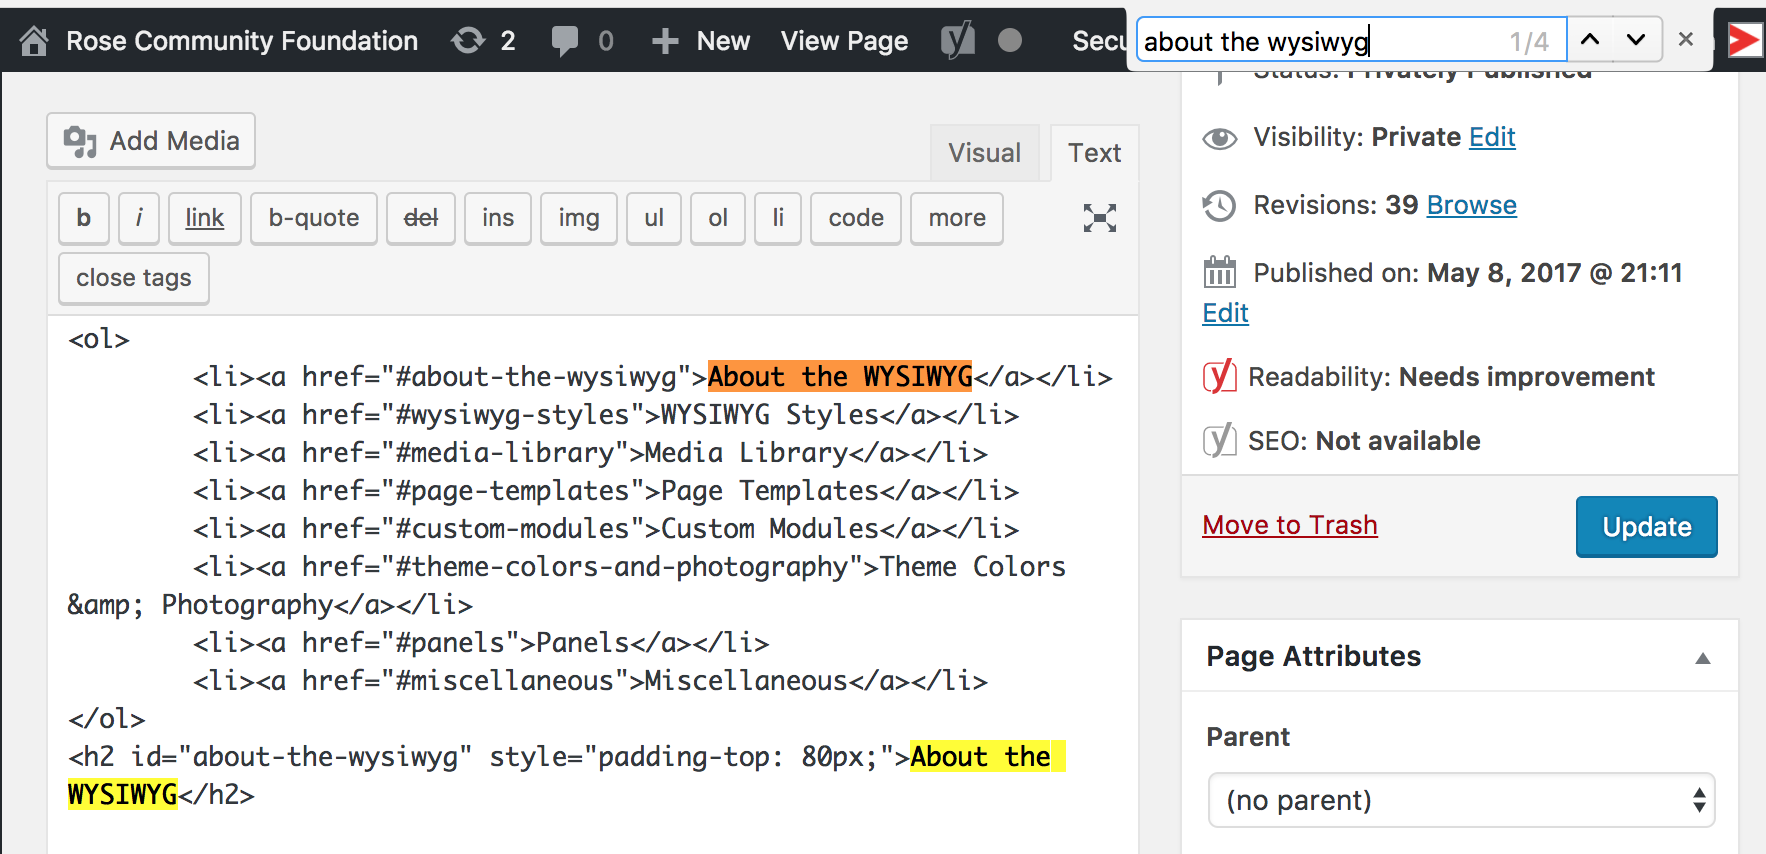 Rose Community Foundation 2 0 New View Page Secu
about the wysiwyg 1/4
Status: Privately Published
Add Media
Visual Text
Visibility: Private Edit
b i link b-quote del ins img ul ol li code more
Revisions: 39 Browse
close tags
Published on: May 8, 2017 @ 21:11
Edit
<ol>
<li><a href="#about-the-wysiwyg">About the WYSIWYG</a></li>
<li><a href="#wysiwyg-styles">WYSIWYG Styles</a></li>
<li><a href="#media-library">Media Library</a></li>
<li><a href="#page-templates">Page Templates</a></li>
<li><a href="#custom-modules">Custom Modules</a></li>
<li><a href="#theme-colors-and-photography">Theme Colors
&amp; Photography</a></li>
<li><a href="#panels">Panels</a></li>
<li><a href="#miscellaneous">Miscellaneous</a></li>
</ol>
<h2 id="about-the-wysiwyg" style="padding-top: 80px;">About the
WYSIWYG</h2>
Readability: Needs improvement
SEO: Not available
Move to Trash Update
Page Attributes
Parent
(no parent)